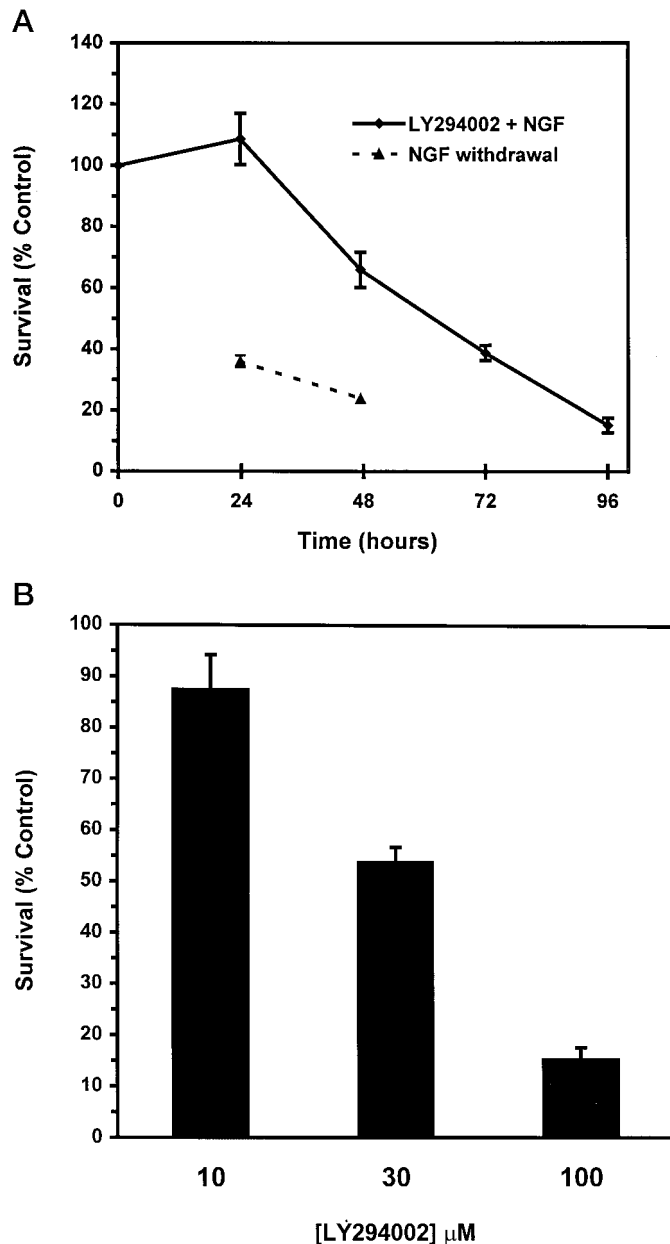 A
140
120
100
80
60
40
20
0
Survival (% Control)
LY294002 + NGF
NGF withdrawal
0 24 48 72 96
Time (hours)
B
100
90
80
70
60
50
40
30
20
10
0
Survival (% Control)
10 30 100
[LY294002] µM